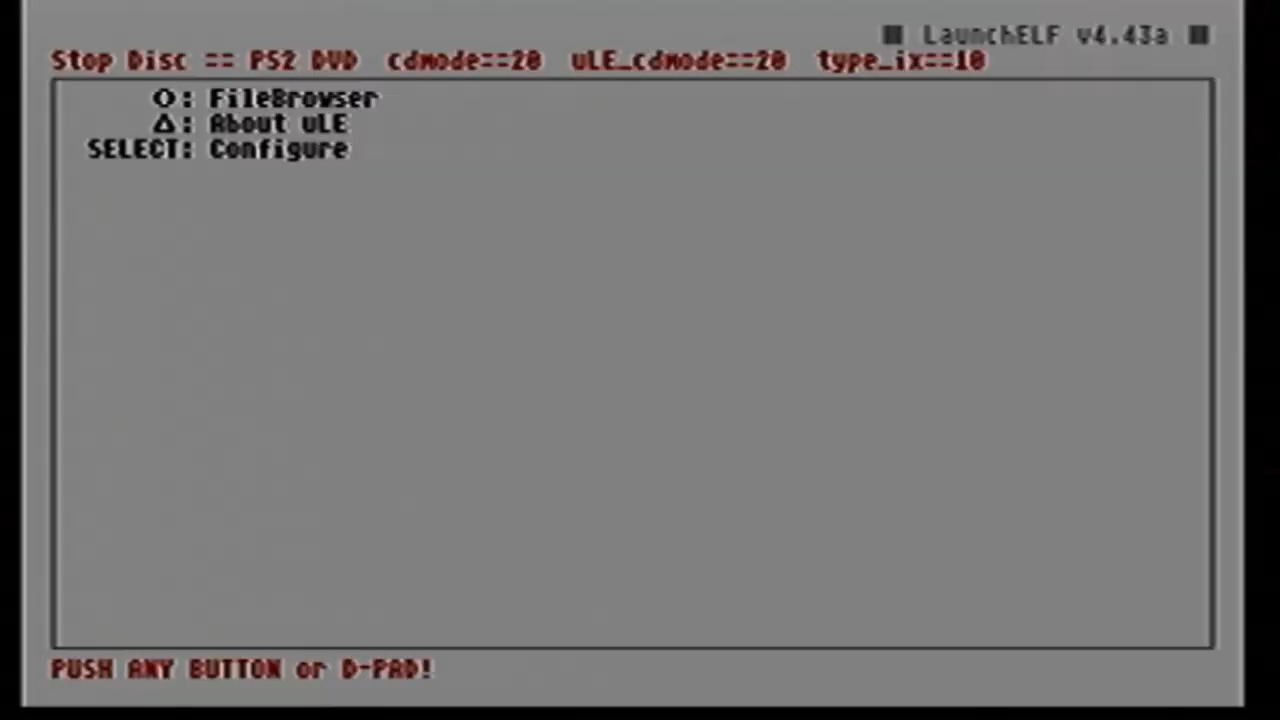 ■ LaunchELF v4.43a ■
Stop Disc == PS2 DVD cdmode==20 uLE_cdmode==20 type_ix==10
○: FileBrowser
△: About uLE
SELECT: Configure
PUSH ANY BUTTON or D-PAD!